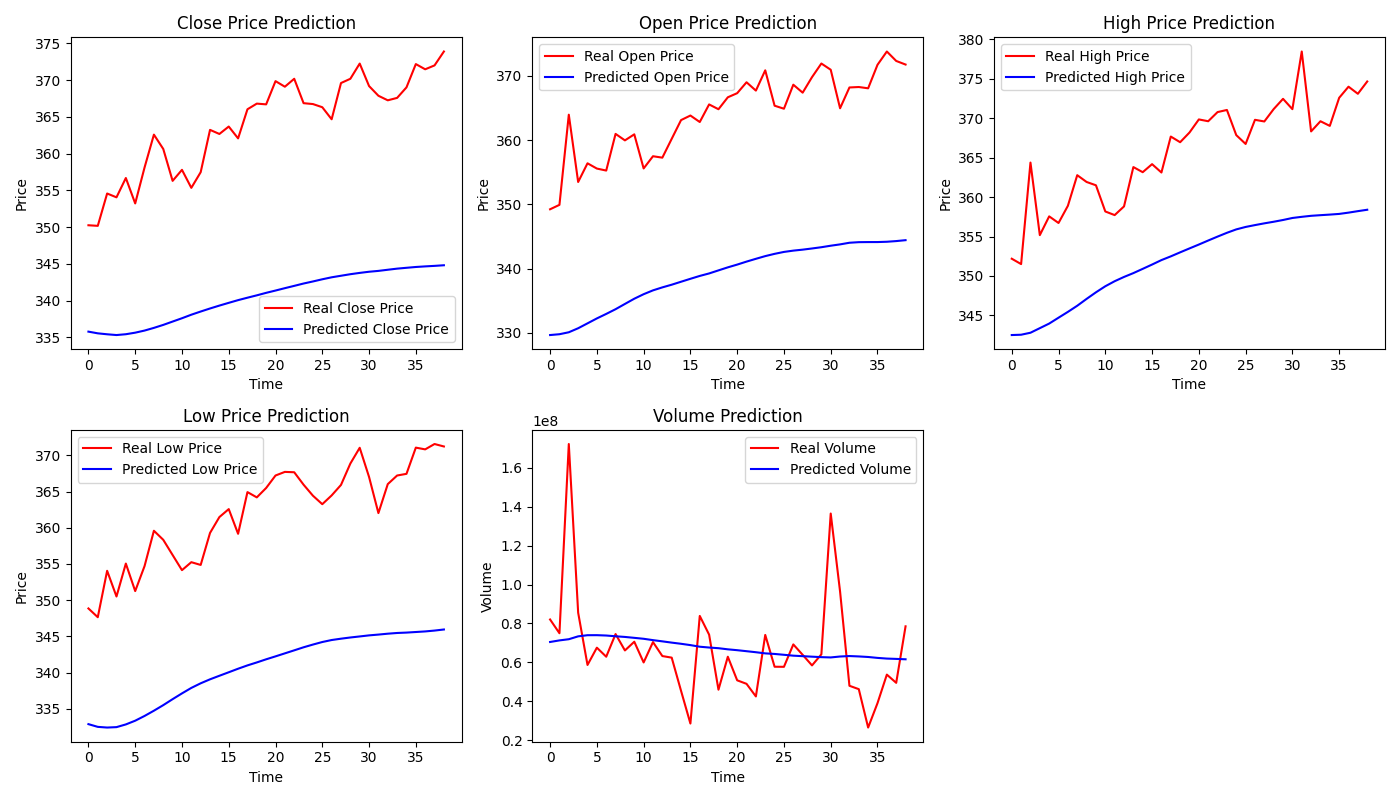 Close Price Prediction
375
370
365
360
355
350
345
340
335
Price
Real Close Price
Predicted Close Price
0 5 10 15 20 25 30 35
Time
Open Price Prediction
370
360
350
340
330
Price
Real Open Price
Predicted Open Price
0 5 10 15 20 25 30 35
Time
High Price Prediction
380
375
370
365
360
355
350
345
Price
Real High Price
Predicted High Price
0 5 10 15 20 25 30 35
Time
Low Price Prediction
370
365
360
355
350
345
340
335
Price
Real Low Price
Predicted Low Price
0 5 10 15 20 25 30 35
Time
Volume Prediction
1e8
1.6
1.4
1.2
1.0
0.8
0.6
0.4
0.2
Volume
Real Volume
Predicted Volume
0 5 10 15 20 25 30 35
Time